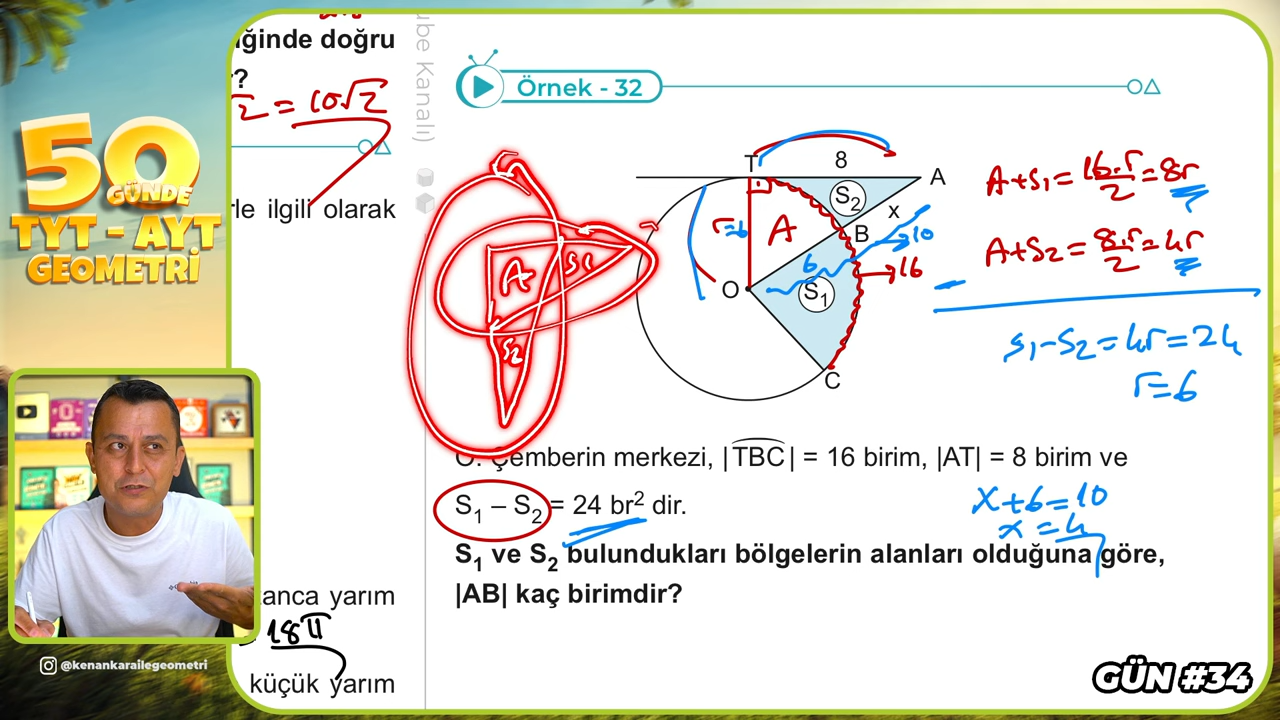 ğinde doğru
?
√2 = 10√2
rle ilgili olarak
ube Kanalı)
50
GÜNDE
TYT - AYT
GEOMETRİ
Örnek - 32
T
8
A
S2
x
r=6
A
B
10
6
16
O
S1
C
A+S1 = 16.r/2 = 8r
A+S2 = 8.r/2 = 4r
S1-S2 = 4r = 24
r=6
A
S1
S2
O: Çemberin merkezi, |TBC| = 16 birim, |AT| = 8 birim ve
S1 – S2 = 24 br² dir.
x+6=10
x=4
S1 ve S2 bulundukları bölgelerin alanları olduğuna göre,
|AB| kaç birimdir?
anca yarım
= 18π
küçük yarım
@kenankarailegeometri
GÜN #34